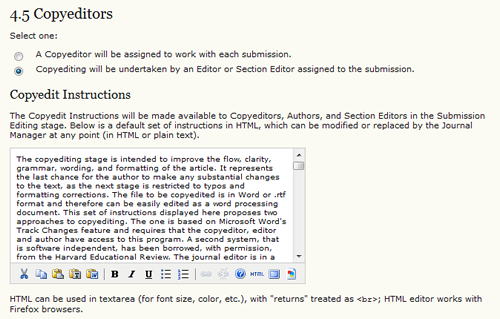 4.5 Copyeditors
Select one:
A Copyeditor will be assigned to work with each submission.
Copyediting will be undertaken by an Editor or Section Editor assigned to the submission.
Copyedit Instructions
The Copyedit Instructions will be made available to Copyeditors, Authors, and Section Editors in the Submission
Editing stage. Below is a default set of instructions in HTML, which can be modified or replaced by the Journal
Manager at any point (in HTML or plain text).
The copyediting stage is intended to improve the flow, clarity,
grammar, wording, and formatting of the article. It represents
the last chance for the author to make any substantial changes
to the text, as the next stage is restricted to typos and
formatting corrections. The file to be copyedited is in Word or .rtf
format and therefore can be easily edited as a word processing
document. This set of instructions displayed here proposes two
approaches to copyediting. The one is based on Microsoft Word's
Track Changes feature and requires that the copyeditor, editor
and author have access to this program. A second system, that
is software independent, has been borrowed, with permission,
from the Harvard Educational Review. The journal editor is in a
B I U HTML
HTML can be used in textarea (for font size, color, etc.), with "returns" treated as <br>; HTML editor works with
Firefox browsers.